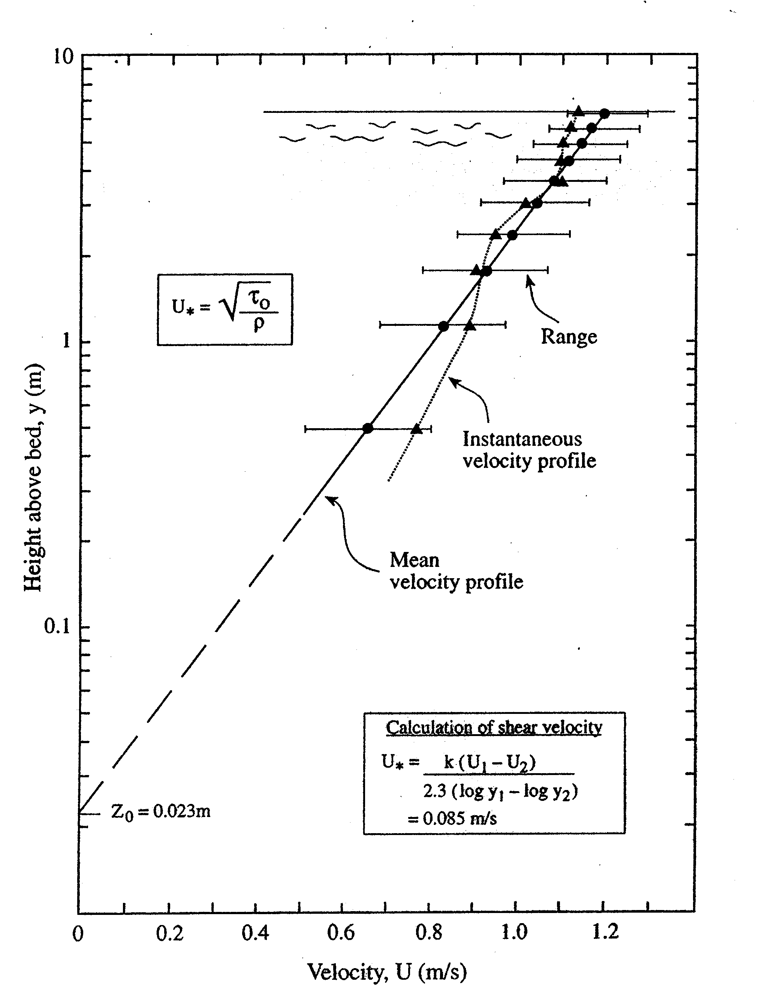 10
1
0.1
Height above bed, y (m)
U* = √τo/ρ
Range
Instantaneous
velocity profile
Mean
velocity profile
Z0 = 0.023m
Calculation of shear velocity
U* = k (U1 – U2)
2.3 (log y1 – log y2)
= 0.085 m/s
0 0.2 0.4 0.6 0.8 1.0 1.2
Velocity, U (m/s)